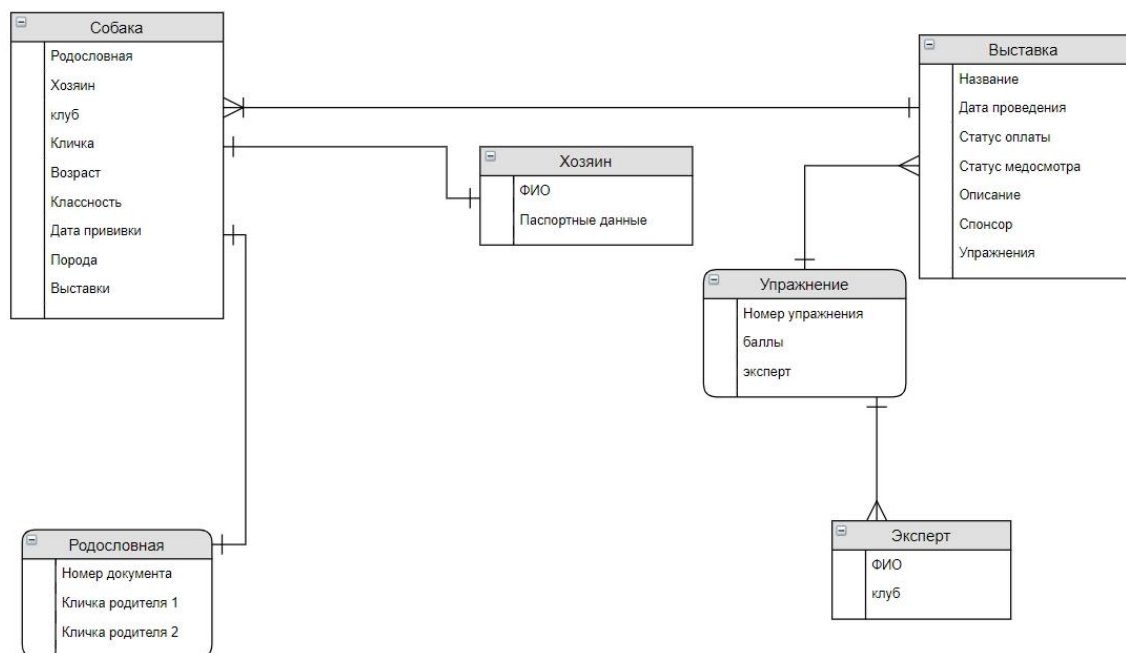 Собака
Родословная
Хозяин
клуб
Кличка
Возраст
Классность
Дата прививки
Порода
Выставки
Хозяин
ФИО
Паспортные данные
Выставка
Название
Дата проведения
Статус оплаты
Статус медосмотра
Описание
Спонсор
Упражнения
Упражнение
Номер упражнения
баллы
эксперт
Родословная
Номер документа
Кличка родителя 1
Кличка родителя 2
Эксперт
ФИО
клуб